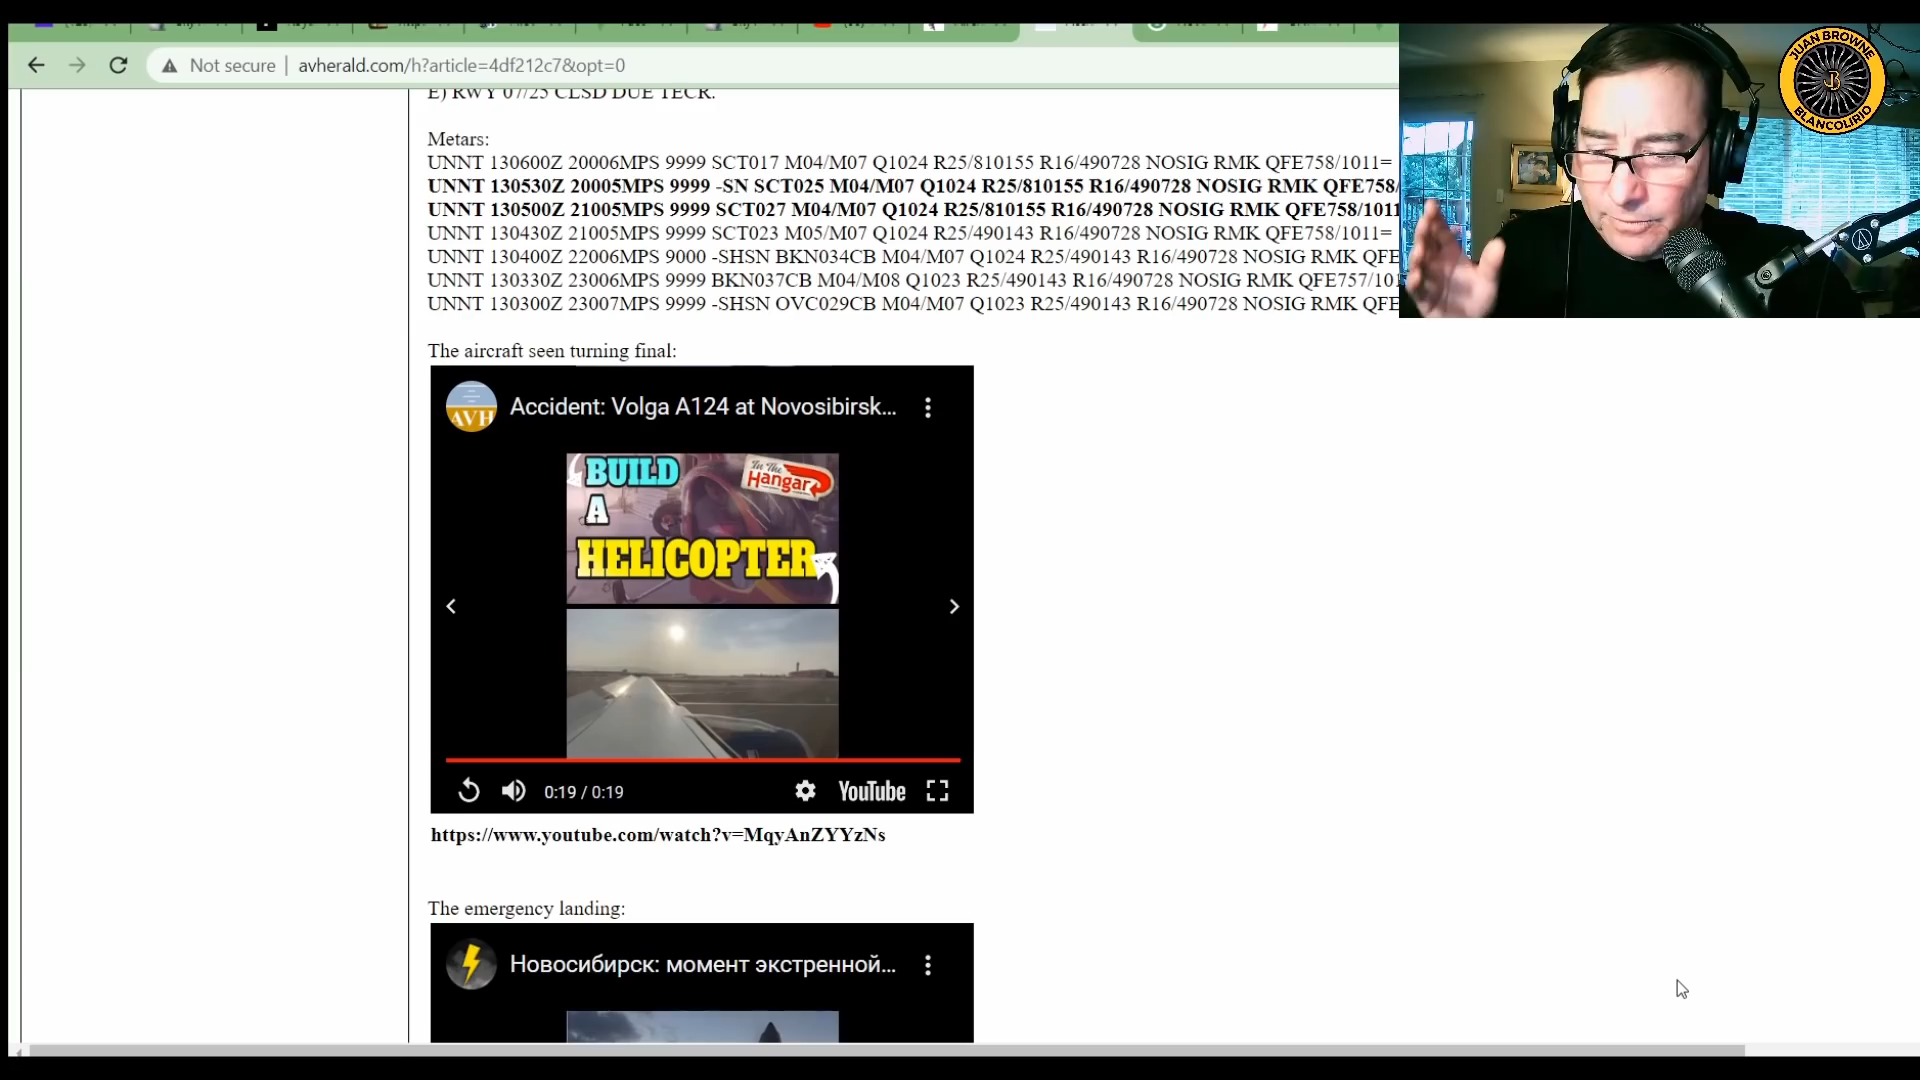 Not secure | avherald.com/h?article=4df212c7&opt=0
JUAN BROWNE
JB
BLANCOLIRIO
E) RWY 07/25 CLSD DUE TECR.
Metars:
UNNT 130600Z 20006MPS 9999 SCT017 M04/M07 Q1024 R25/810155 R16/490728 NOSIG RMK QFE758/1011=
UNNT 130530Z 20005MPS 9999 -SN SCT025 M04/M07 Q1024 R25/810155 R16/490728 NOSIG RMK QFE758/
UNNT 130500Z 21005MPS 9999 SCT027 M04/M07 Q1024 R25/810155 R16/490728 NOSIG RMK QFE758/1011
UNNT 130430Z 21005MPS 9999 SCT023 M05/M07 Q1024 R25/490143 R16/490728 NOSIG RMK QFE758/1011=
UNNT 130400Z 22006MPS 9000 -SHSN BKN034CB M04/M07 Q1024 R25/490143 R16/490728 NOSIG RMK QFE
UNNT 130330Z 23006MPS 9999 BKN037CB M04/M08 Q1023 R25/490143 R16/490728 NOSIG RMK QFE757/101
UNNT 130300Z 23007MPS 9999 -SHSN OVC029CB M04/M07 Q1023 R25/490143 R16/490728 NOSIG RMK QFE
The aircraft seen turning final:
AVH
Accident: Volga A124 at Novosibirsk...
BUILD
A
HELICOPTER
In The
Hangar
0:19 / 0:19
YouTube
https://www.youtube.com/watch?v=MqyAnZYYzNs
The emergency landing:
Новосибирск: момент экстренной...